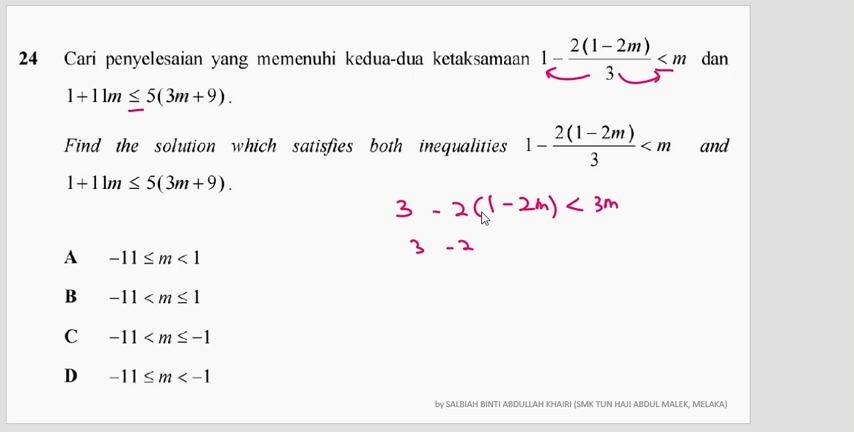 24 Cari penyelesaian yang memenuhi kedua-dua ketaksamaan 1 − 2(1 − 2m)/3 < m dan
1+11m ≤ 5(3m+9).
Find the solution which satisfies both inequalities 1 − 2(1 − 2m)/3 < m and
1+11m ≤ 5(3m+9).
3 - 2(1 - 2m) < 3m
3 -2
A −11 ≤ m < 1
B −11 < m ≤ 1
C −11 < m ≤ −1
D −11 ≤ m < −1
by SALBIAH BINTI ABDULLAH KHAIRI (SMK TUN HAJI ABDUL MALEK, MELAKA)